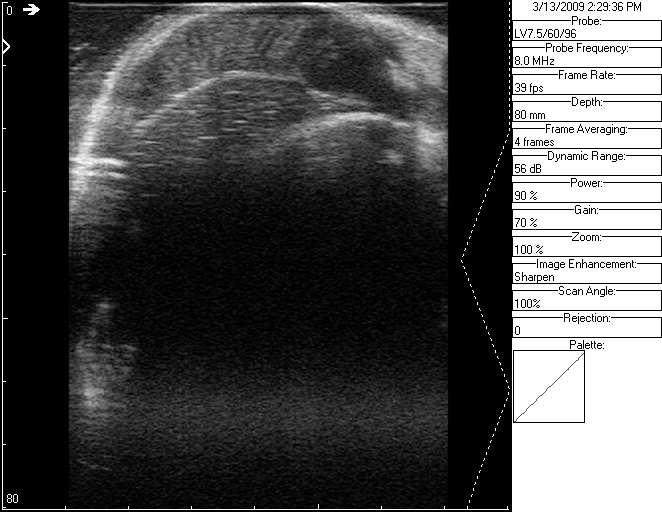 0
80
3/13/2009 2:29:36 PM
Probe:
LV7.5/60/96
Probe Frequency:
8.0 MHz
Frame Rate:
39 fps
Depth:
80 mm
Frame Averaging:
4 frames
Dynamic Range:
56 dB
Power:
90 %
Gain:
70 %
Zoom:
100 %
Image Enhancement:
Sharpen
Scan Angle:
100%
Rejection:
0
Palette: